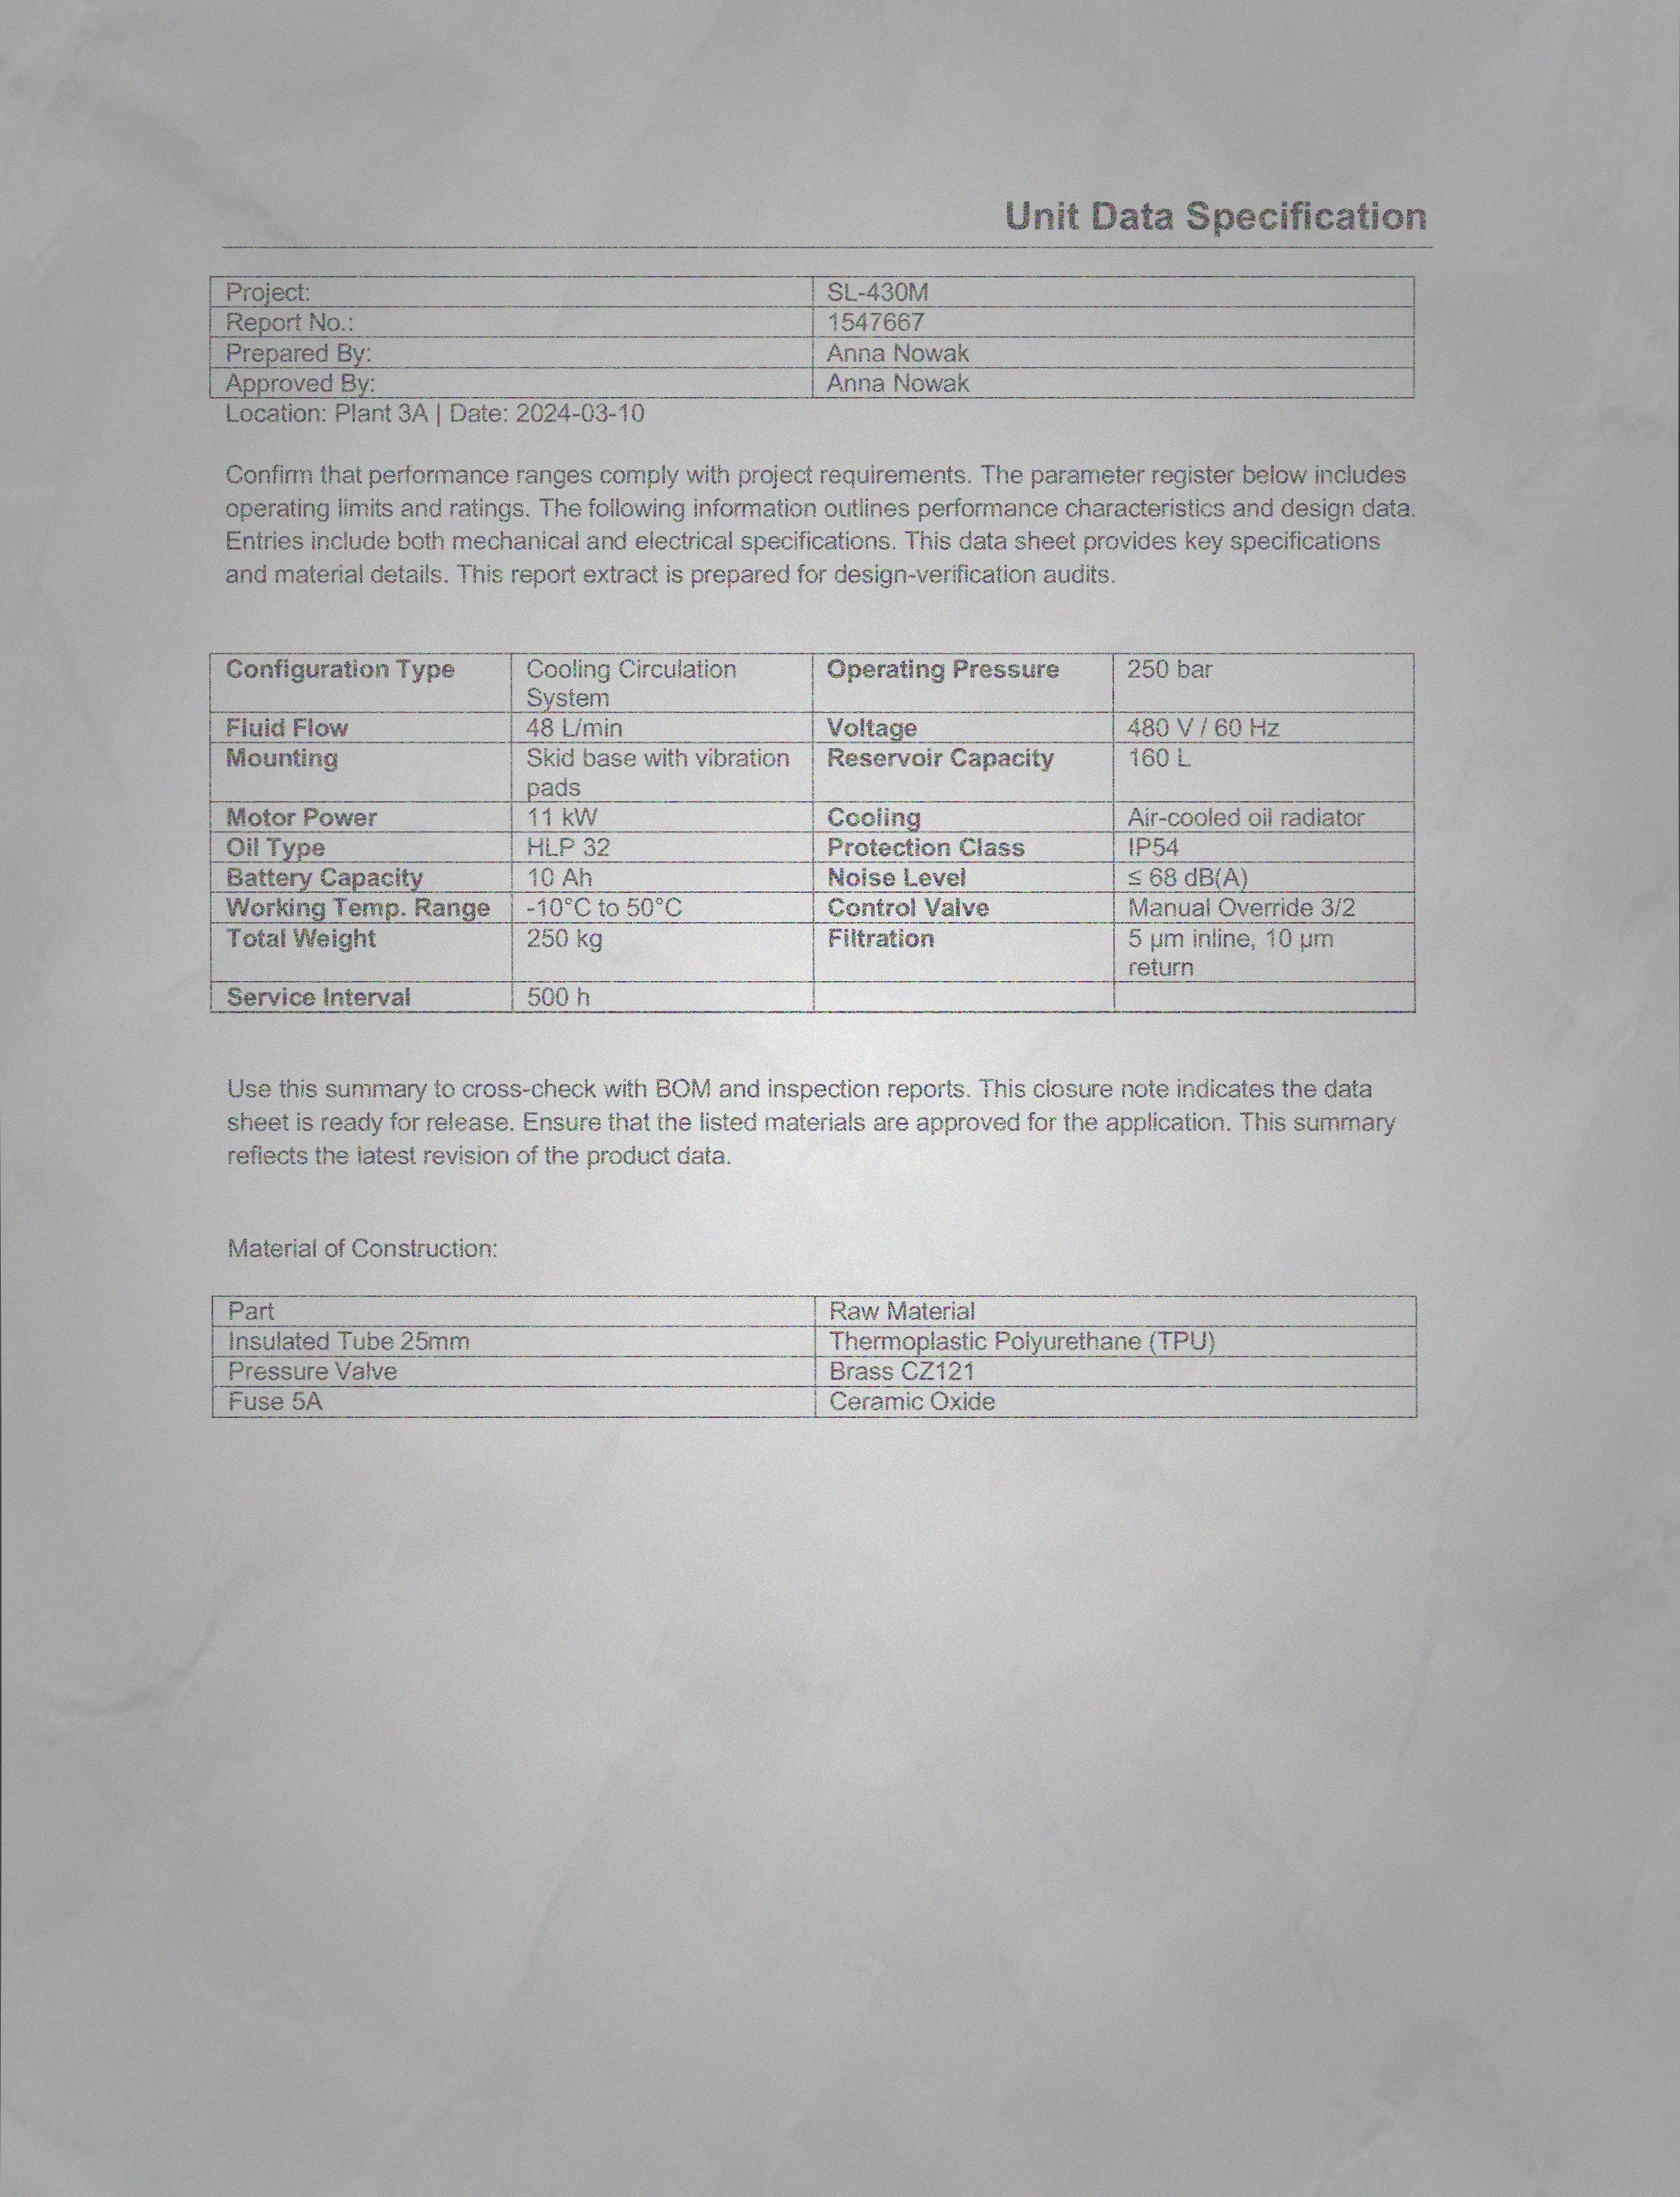 Unit Data Specification
Project: SL-430M
Report No.: 1547667
Prepared By: Anna Nowak
Approved By: Anna Nowak
Location: Plant 3A | Date: 2024-03-10
Confirm that performance ranges comply with project requirements. The parameter register below includes
operating limits and ratings. The following information outlines performance characteristics and design data.
Entries include both mechanical and electrical specifications. This data sheet provides key specifications
and material details. This report extract is prepared for design-verification audits.
Configuration Type Cooling Circulation Operating Pressure 250 bar
System
Fluid Flow 48 L/min Voltage 480 V / 60 Hz
Mounting Skid base with vibration Reservoir Capacity 160 L
pads
Motor Power 11 kW Cooling Air-cooled oil radiator
Oil Type HLP 32 Protection Class IP54
Battery Capacity 10 Ah Noise Level ≤ 68 dB(A)
Working Temp. Range -10°C to 50°C Control Valve Manual Override 3/2
Total Weight 250 kg Filtration 5 µm inline, 10 µm
return
Service Interval 500 h
Use this summary to cross-check with BOM and inspection reports. This closure note indicates the data
sheet is ready for release. Ensure that the listed materials are approved for the application. This summary
reflects the latest revision of the product data.
Material of Construction:
Part Raw Material
Insulated Tube 25mm Thermoplastic Polyurethane (TPU)
Pressure Valve Brass CZ121
Fuse 5A Ceramic Oxide